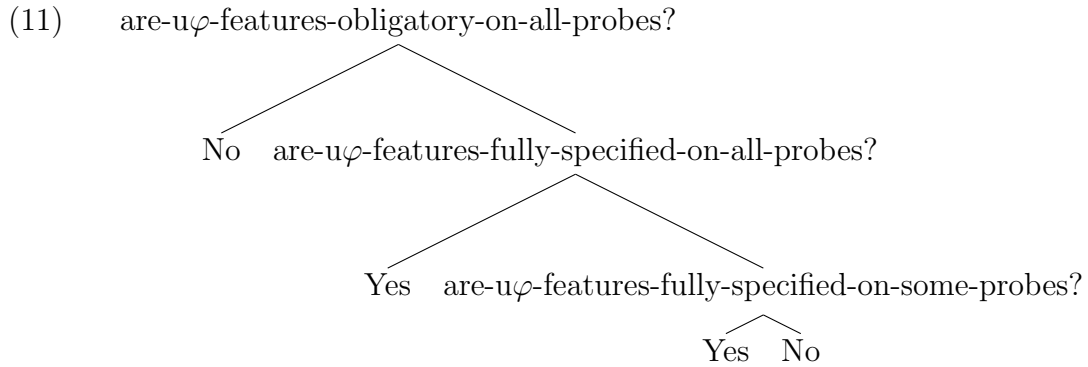 (11) are-uφ-features-obligatory-on-all-probes?
No are-uφ-features-fully-specified-on-all-probes?
Yes are-uφ-features-fully-specified-on-some-probes?
Yes No